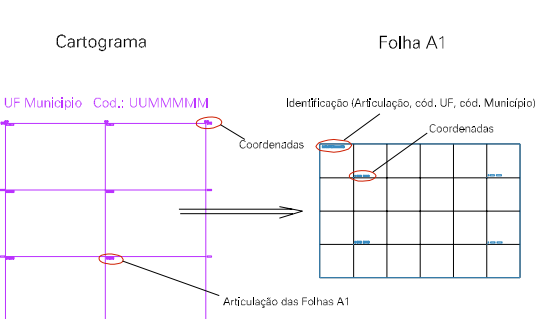 Cartograma
Folha A1
UF Municipio Cod.: UUMMMMM
Identificação (Articulação, cód. UF, cód. Município)
Coordenadas
Coordenadas
Articulação das Folhas A1